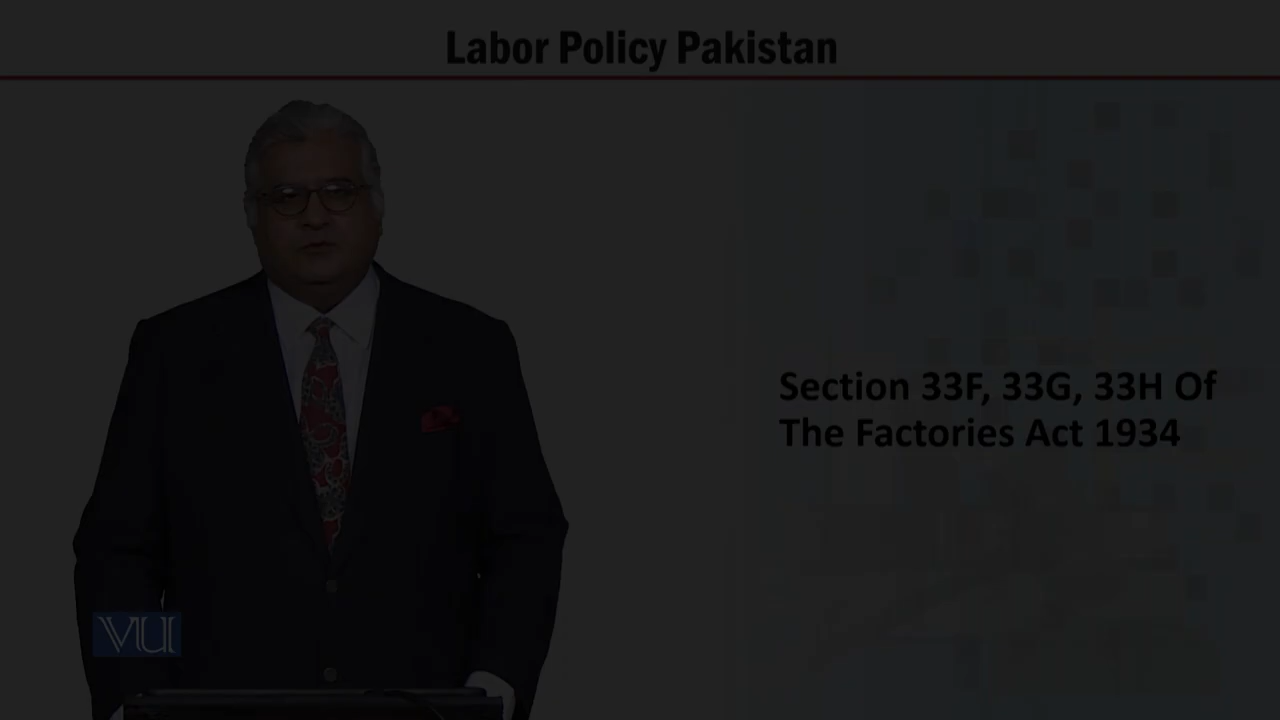 Labor Policy Pakistan
Section 33F, 33G, 33H Of
The Factories Act 1934
VU